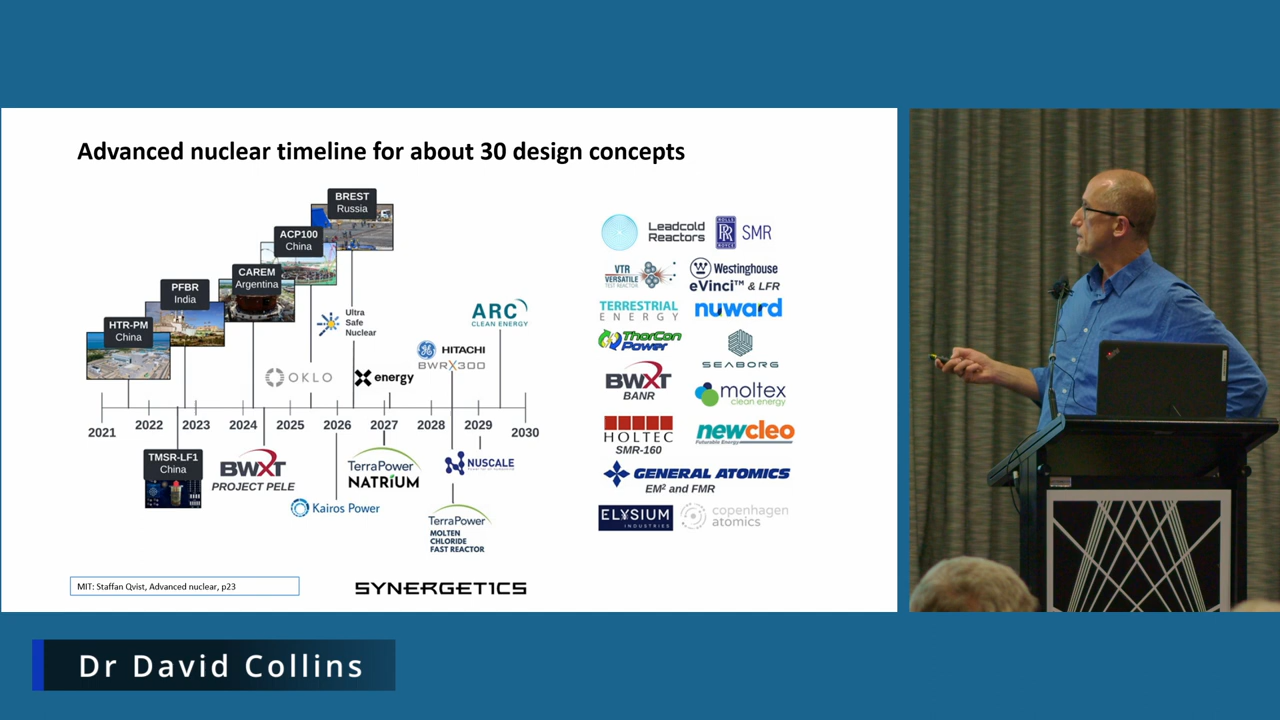 Advanced nuclear timeline for about 30 design concepts
BREST
Russia
ACP100
China
CAREM
Argentina
PFBR
India
HTR-PM
China
Ultra
Safe
Nuclear
ARC
CLEAN ENERGY
HITACHI
BWRX300
OKLO
energy
2021
2022
2023
2024
2025
2026
2027
2028
2029
2030
TMSR-LF1
China
BWXT
PROJECT PELE
Kairos Power
TerraPower
NATRIUM
NUSCALE
TerraPower
MOLTEN
CHLORIDE
FAST REACTOR
Leadcold
Reactors
ROLLS
RR
ROYCE
SMR
VTR
VERSATILE
TEST REACTOR
Westinghouse
eVinci™ & LFR
TERRESTRIAL
ENERGY
nuward
ThorCon
Power
SEABORG
BWXT
BANR
moltex
clean energy
HOLTEC
SMR-160
newcleo
Futurable Energy
GENERAL ATOMICS
EM² and FMR
ELYSIUM
INDUSTRIES
copenhagen
atomics
MIT: Staffan Qvist, Advanced nuclear, p23
SYNERGETICS
Dr David Collins